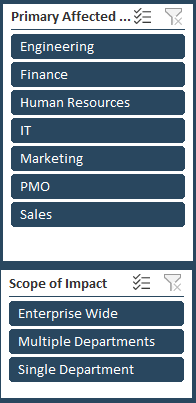 Primary Affected ...
Engineering
Finance
Human Resources
IT
Marketing
PMO
Sales
Scope of Impact
Enterprise Wide
Multiple Departments
Single Department